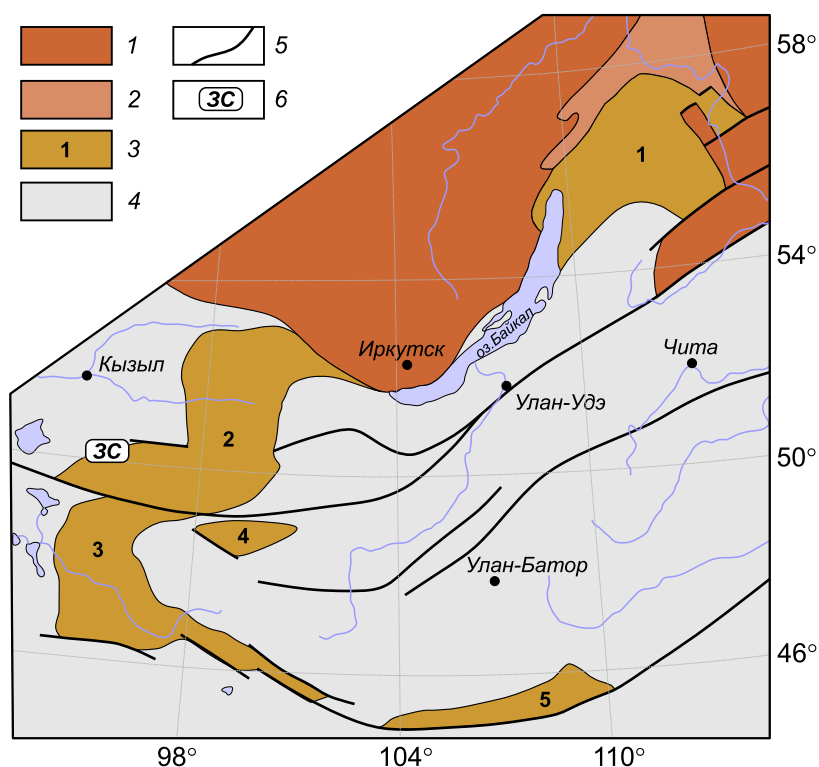 1
5
2
ЗС
6
1
3
4
58°
1
54°
оз.Байкал
Иркутск
Чита
Кызыл
Улан-Удэ
2
ЗС
50°
4
3
Улан-Батор
46°
5
98°
104°
110°